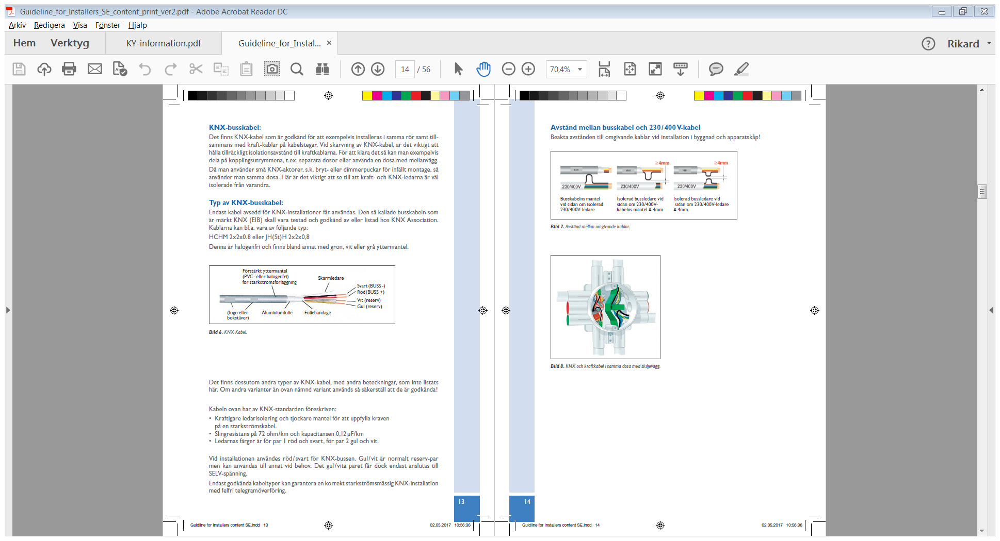 Guideline_for_Installers_SE_content_print_ver2.pdf - Adobe Acrobat Reader DC
Arkiv Redigera Visa Fönster Hjälp
Hem Verktyg KY-information.pdf Guideline_for_Instal... × ? Rikard
14 / 56 70,4%
KNX-busskabel:
Det finns KNX-kabel som är godkänd för att exempelvis installeras i samma rör samt till-
sammans med kraft-kablar på kabelstegar. Vid skarvning av KNX-kabel, är det viktigt att
hålla tillräckligt isolationsavstånd till kraftkablarna. För att klara det så kan man exempelvis
dela på kopplingsutrymmena, t.ex. separata dosor eller använda en dosa med mellanvägg.
Då man använder små KNX-aktorer, s.k. bryt- eller dimmerpuckar för infällt montage, så
använder man samma dosa. Här är det viktigt att se till att kraft- och KNX-ledarna är väl
isolerade från varandra.
Typ av KNX-busskabel:
Endast kabel avsedd för KNX-installationer får användas. Den så kallade busskabeln som
är märkt KNX (EIB) skall vara testad och godkänd av eller listad hos KNX Association.
Kablarna kan bl.a. vara av följande typ:
HCHM 2x2x0.8 eller JH(St)H 2x2x0,8
Denna är halogenfri och finns bland annat med grön, vit eller grå yttermantel.
Förstärkt yttermantel
(PVC- eller halogenfri)
för starkströmsförläggning
Skärmledare
Svart (BUSS -)
Röd(BUSS +)
Vit (reserv)
Gul (reserv)
(logo eller
bokstäver)
Aluminiumfolie
Foliebandage
Bild 6. KNX Kabel.
Det finns dessutom andra typer av KNX-kabel, med andra beteckningar, som inte listats
här. Om andra varianter än ovan nämnd variant används så säkerställ att de är godkända!
Kabeln ovan har av KNX-standarden föreskriven:
• Kraftigare ledarisolering och tjockare mantel för att uppfylla kraven
på en starkströmskabel.
• Slingresistans på 72 ohm/km och kapacitansen 0,12 µF/km
• Ledarnas färger är för par 1 röd och svart, för par 2 gul och vit.
Vid installationen användes röd/svart för KNX-bussen. Gul/vit är normalt reserv-par
men kan användas till annat vid behov. Det gul/vita paret får dock endast anslutas till
SELV-spänning.
Endast godkända kabeltyper kan garantera en korrekt starkströmsmässig KNX-installation
med felfri telegramöverföring.
13
Guidline for Installers content SE.indd 13 02.05.2017 10:56:36
Avstånd mellan busskabel och 230/400 V-kabel
Beakta avstånden till omgivande kablar vid installation i byggnad och apparatskåp!
≥4mm ≥4mm
KNX KNX KNX
230/400V 230/400V 230/400V
Busskabelns mantel
vid sidan om isolerad
230/400V-ledare
Isolerad bussledare vid
sidan om 230/400V-
kabelns mantel ≥ 4mm
Isolerad bussledare vid
sidan om 230/400V-ledare
≥ 4mm
Bild 7. Avstånd mellan omgivande kablar.
Bild 8. KNX och kraftkabel i samma dosa med skiljevägg.
14
Guidline for Installers content SE.indd 14 02.05.2017 10:56:36